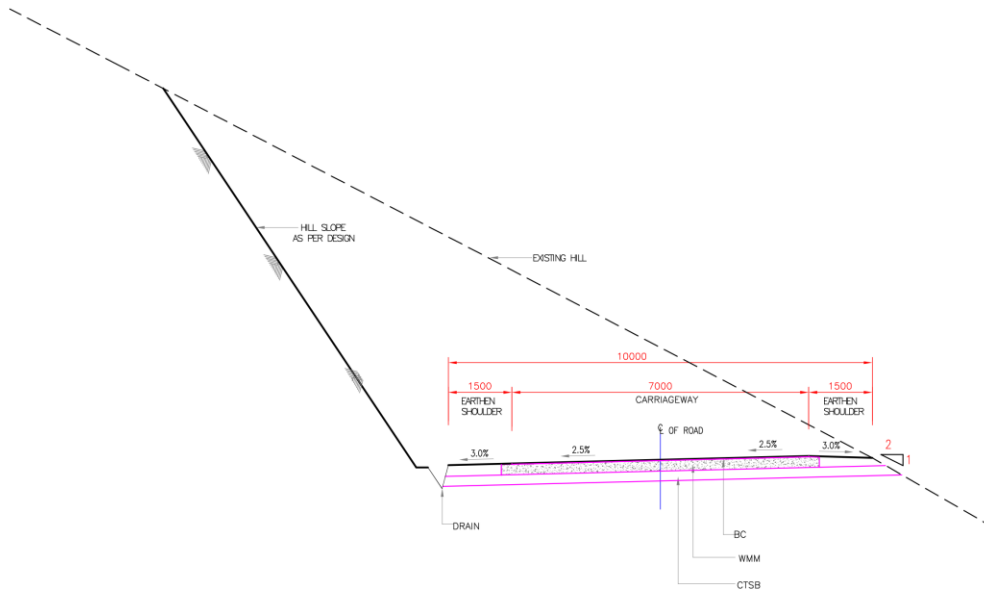 HILL SLOPE
AS PER DESIGN
EXISTING HILL
10000
1500
7000
1500
EARTHEN
SHOULDER
CARRIAGEWAY
EARTHEN
SHOULDER
℄ OF ROAD
3.0%
2.5%
2.5%
3.0%
2
1
DRAIN
BC
WMM
CTSB